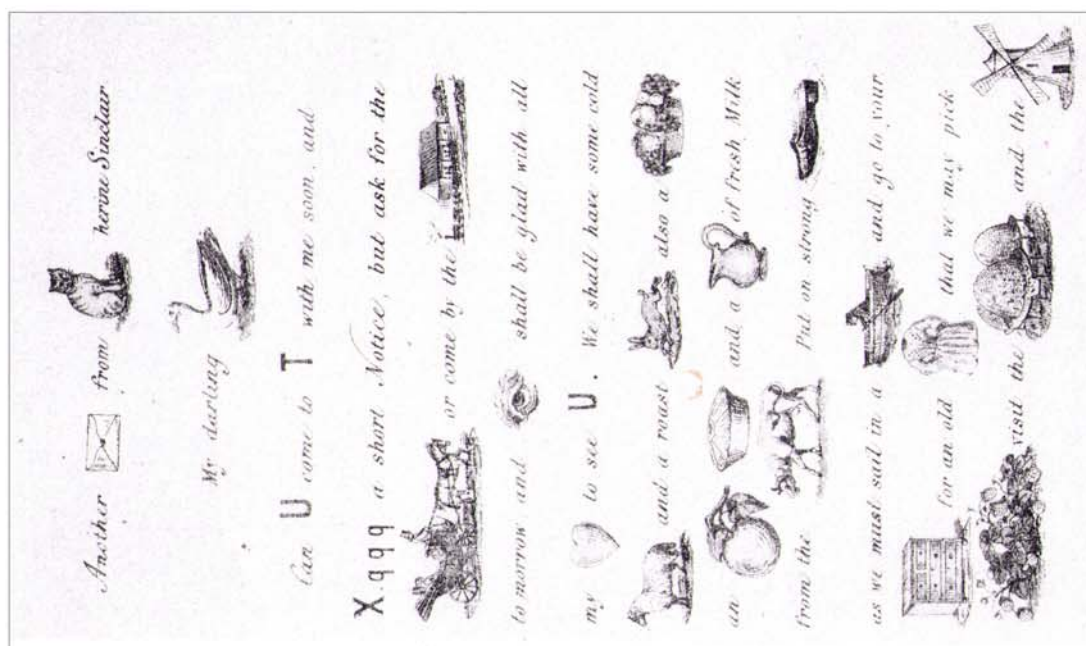 Another from herine Sinclair
My darling
Can U come to T with me soon, and
X.qqq a short Notice, but ask for the
or come by the
to morrow and shall be glad with all
my to see U. We shall have some cold
and a roast also a
an and a of fresh Milk
from the Put on strong
as we must sail in a and go to your
for an old that we may pick
visit the and the